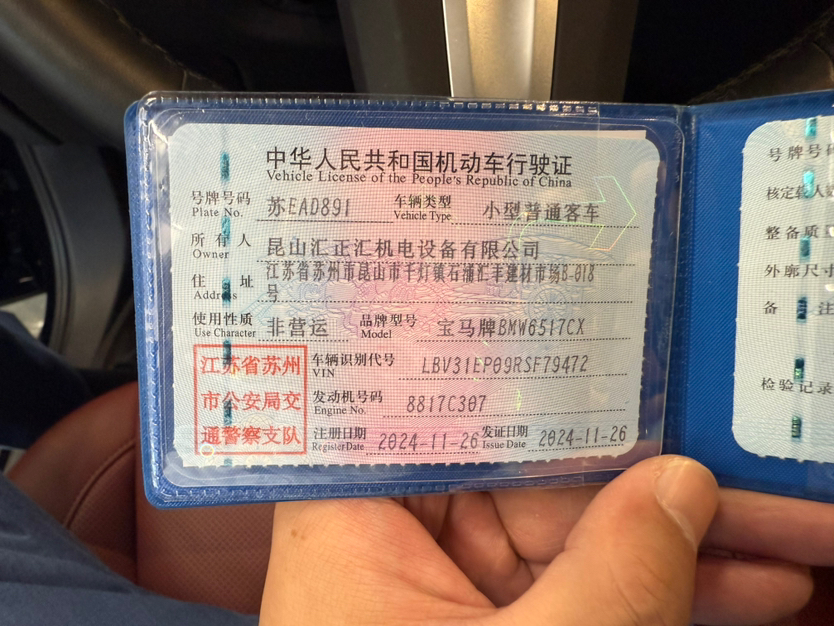 中华人民共和国机动车行驶证
Vehicle License of the People's Republic of China
号牌号码 苏EAD891 车辆类型 小型普通客车
Plate No. Vehicle Type
所有人 昆山汇正汇机电设备有限公司
Owner
住址 江苏省苏州市昆山市千灯镇石浦汇丰建材市场B-018
Address 号
使用性质 非营运 品牌型号 宝马牌BMW6517CX
Use Character Model
江苏省苏州 车辆识别代号 LBV31EP09RSF79472
VIN
市公安局交 发动机号码 8817C307
Engine No.
通警察支队 注册日期 2024-11-26 发证日期 2024-11-26
Register Date Issue Date
号牌号码
核定载人
整备质
外廓尺寸
备注
检验记录